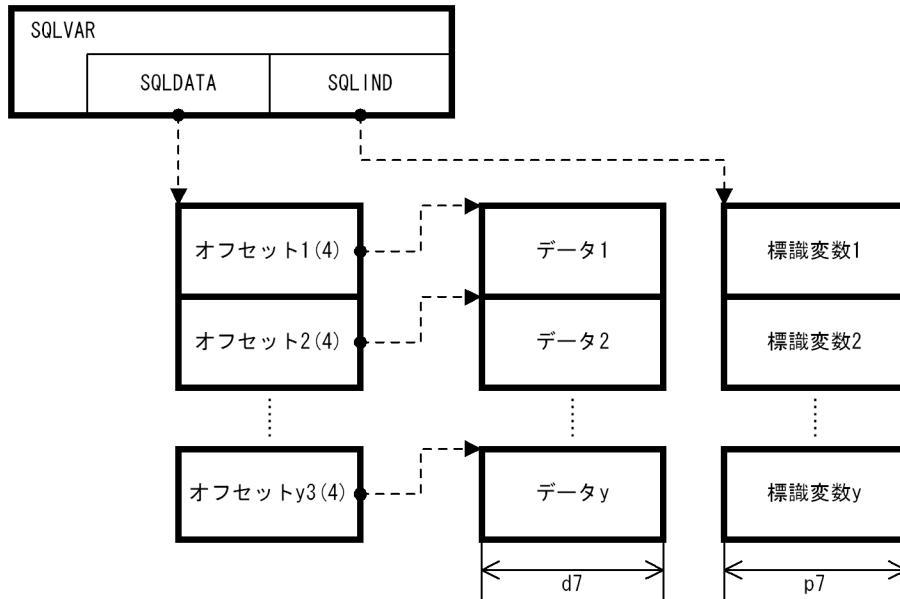 SQLVAR
SQLDATA
SQLIND
オフセット1(4)
データ1
標識変数1
オフセット2(4)
データ2
標識変数2
オフセットy3(4)
データy
標識変数y
d7
p7